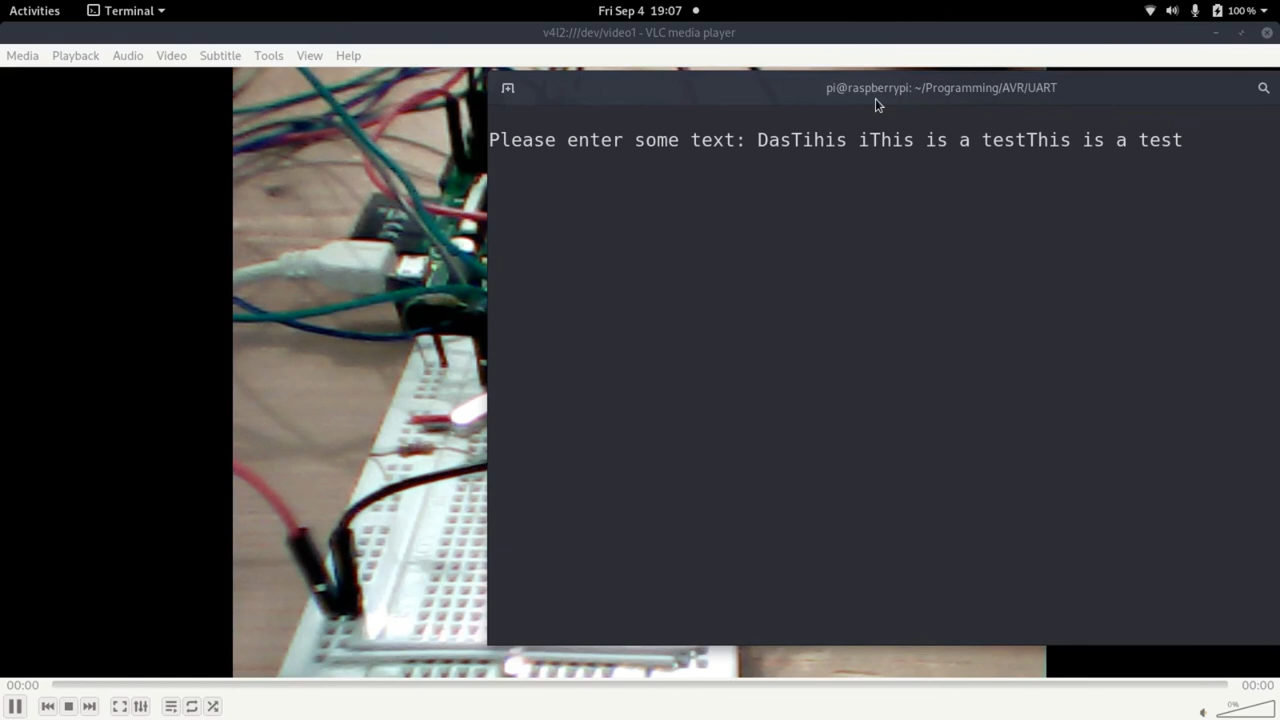 Activities Terminal Fri Sep 4 19:07 100 %
v4l2:///dev/video1 - VLC media player
Media Playback Audio Video Subtitle Tools View Help
pi@raspberrypi: ~/Programming/AVR/UART
Please enter some text: DasTihis iThis is a testThis is a test
00:00 00:00
0%